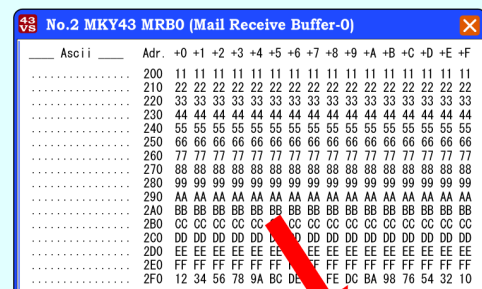 43 VS No.2 MKY43 MRB0 (Mail Receive Buffer-0)
____ Ascii ____ Adr. +0 +1 +2 +3 +4 +5 +6 +7 +8 +9 +A +B +C +D +E +F
................ 200 11 11 11 11 11 11 11 11 11 11 11 11 11 11 11 11
................ 210 22 22 22 22 22 22 22 22 22 22 22 22 22 22 22 22
................ 220 33 33 33 33 33 33 33 33 33 33 33 33 33 33 33 33
................ 230 44 44 44 44 44 44 44 44 44 44 44 44 44 44 44 44
................ 240 55 55 55 55 55 55 55 55 55 55 55 55 55 55 55 55
................ 250 66 66 66 66 66 66 66 66 66 66 66 66 66 66 66 66
................ 260 77 77 77 77 77 77 77 77 77 77 77 77 77 77 77 77
................ 270 88 88 88 88 88 88 88 88 88 88 88 88 88 88 88 88
................ 280 99 99 99 99 99 99 99 99 99 99 99 99 99 99 99 99
................ 290 AA AA AA AA AA AA AA AA AA AA AA AA AA AA AA AA
................ 2A0 BB BB BB BB BB BB BB BB BB BB BB BB BB BB BB BB
................ 2B0 CC CC CC CC CC CC CC CC CC CC CC CC CC CC CC
................ 2C0 DD DD DD DD DD DD DD DD DD DD DD DD DD DD
................ 2D0 EE EE EE EE EE EE EE EE EE EE EE EE EE EE EE
................ 2E0 FF FF FF FF FF FF FF FF FF FF FF FF FF FF
................ 2F0 12 34 56 78 9A BC DE FE DC BA 98 76 54 32 10